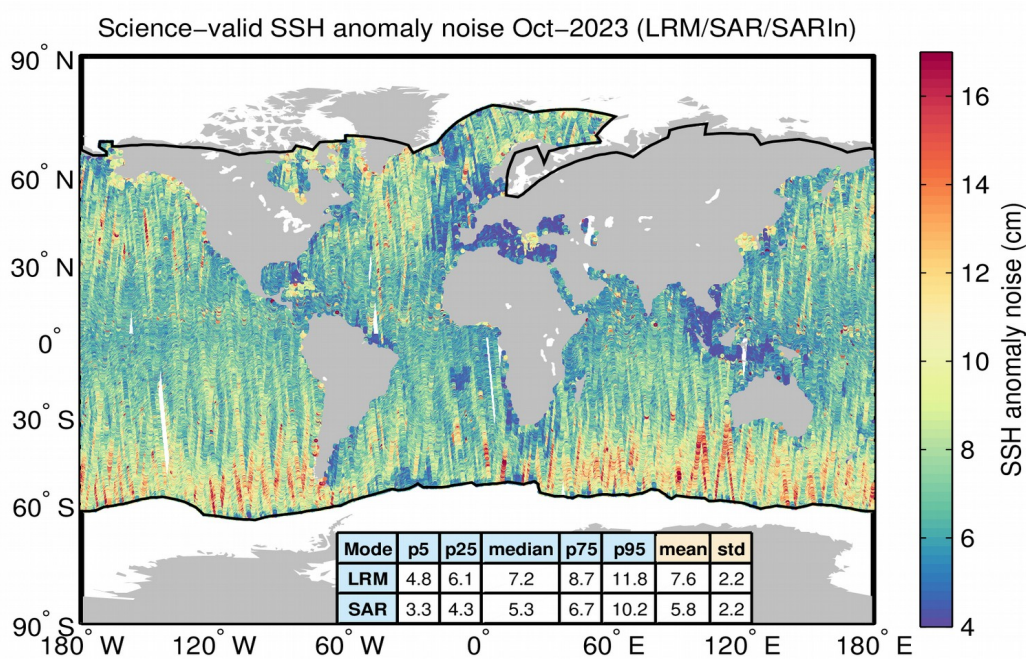 Science−valid SSH anomaly noise Oct−2023 (LRM/SAR/SARIn)
90° N
60° N
30° N
0°
30° S
60° S
90° S
180° W
120° W
60° W
0°
60° E
120° E
180° E
16
14
12
10
8
6
4
SSH anomaly noise (cm)
Mode p5 p25 median p75 p95 mean std
LRM 4.8 6.1 7.2 8.7 11.8 7.6 2.2
SAR 3.3 4.3 5.3 6.7 10.2 5.8 2.2